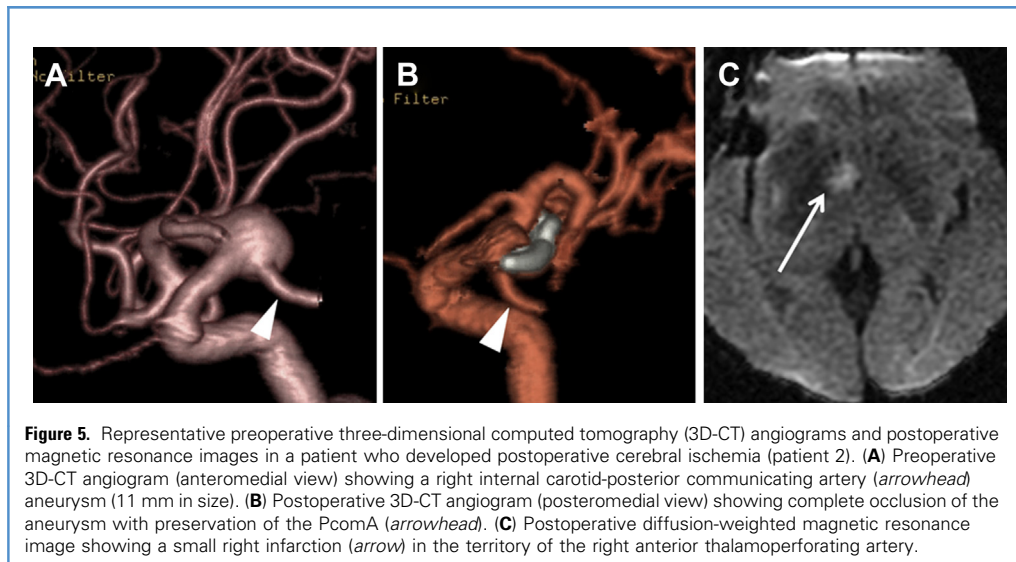 A
Filter
B
Filter
C
Figure 5. Representative preoperative three-dimensional computed tomography (3D-CT) angiograms and postoperative
magnetic resonance images in a patient who developed postoperative cerebral ischemia (patient 2). (A) Preoperative
3D-CT angiogram (anteromedial view) showing a right internal carotid-posterior communicating artery (arrowhead)
aneurysm (11 mm in size). (B) Postoperative 3D-CT angiogram (posteromedial view) showing complete occlusion of the
aneurysm with preservation of the PcomA (arrowhead). (C) Postoperative diffusion-weighted magnetic resonance
image showing a small right infarction (arrow) in the territory of the right anterior thalamoperforating artery.